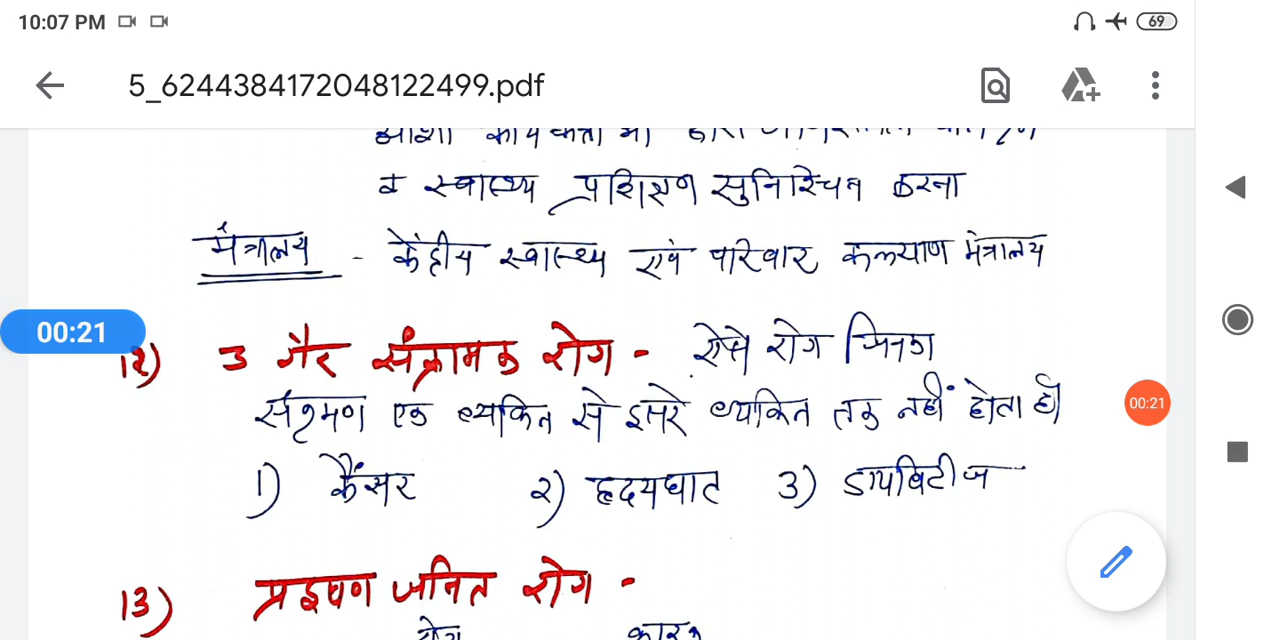 10:07 PM 69
5_6244384172048122499.pdf
आशा
व स्वास्थ्य प्रशिक्षण सुनिश्चित करना
मंत्रालय - केंद्रीय स्वास्थ्य एवं परिवार कल्याण मंत्रालय
00:21
12) 3 गैर संक्रामक रोग - ऐसे रोग जिनका
संक्रमण एक व्यक्ति से दूसरे व्यक्ति तक नहीं होता हो
00:21
1) कैंसर 2) हृदयघात 3) डायबिटीज
13) प्रदूषण जनित रोग -
रोग कारक